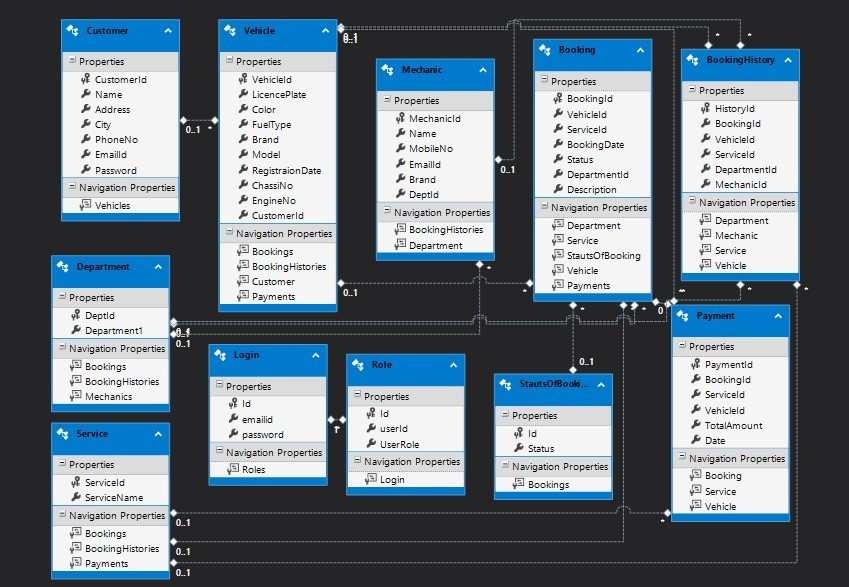 Customer
Properties
CustomerId
Name
Address
City
PhoneNo
EmailId
Password
Navigation Properties
Vehicles
0..1
*
Vehicle
Properties
VehicleId
LicencePlate
Color
FuelType
Brand
Model
RegistraionDate
ChassiNo
EngineNo
CustomerId
Navigation Properties
Bookings
BookingHistories
Customer
Payments
0..1
0..1
*
Mechanic
Properties
MechanicId
Name
MobileNo
EmailId
Brand
DeptId
Navigation Properties
BookingHistories
Department
0..1
*
Booking
Properties
BookingId
VehicleId
ServiceId
BookingDate
Status
DepartmentId
Description
Navigation Properties
Department
Service
StautsOfBooking
Vehicle
Payments
*
*
*
BookingHistory
Properties
HistoryId
BookingId
VehicleId
ServiceId
DepartmentId
MechanicId
Navigation Properties
Department
Mechanic
Service
Vehicle
*
*
Department
Properties
DeptId
Department1
Navigation Properties
Bookings
BookingHistories
Mechanics
0..1
0..1
Login
Properties
Id
emailid
password
Navigation Properties
Roles
Role
Properties
Id
userId
UserRole
Navigation Properties
Login
0..1
StautsOfBooki...
Properties
Id
Status
Navigation Properties
Bookings
Payment
Properties
PaymentId
BookingId
ServiceId
VehicleId
TotalAmount
Date
Navigation Properties
Booking
Service
Vehicle
*
Service
Properties
ServiceId
ServiceName
Navigation Properties
Bookings
BookingHistories
Payments
0..1
0..1
0..1